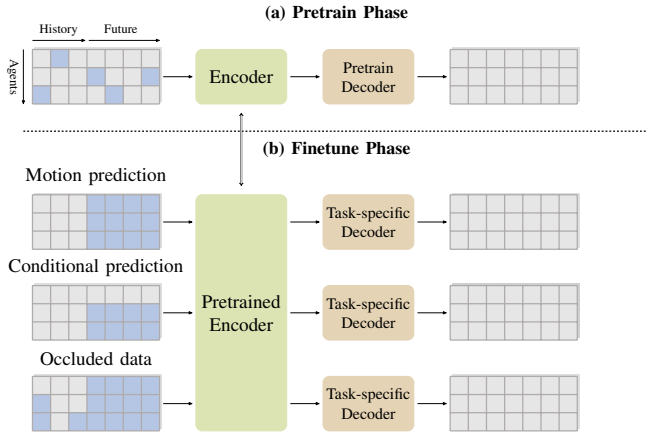 (a) Pretrain Phase
History Future
Agents
Encoder
Pretrain
Decoder
(b) Finetune Phase
Motion prediction
Task-specific
Decoder
Conditional prediction
Pretrained
Encoder
Task-specific
Decoder
Occluded data
Task-specific
Decoder